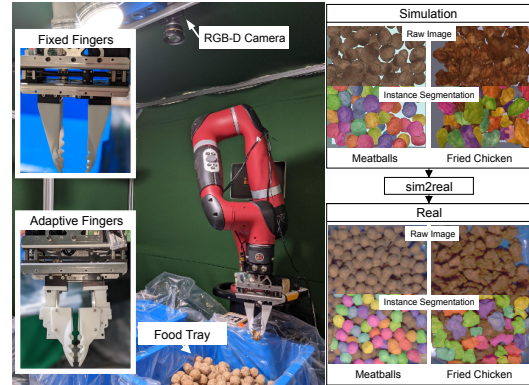 Fixed Fingers
RGB-D Camera
Adaptive Fingers
Food Tray
Simulation
Raw Image
Instance Segmentation
Meatballs
Fried Chicken
sim2real
Real
Raw Image
Instance Segmentation
Meatballs
Fried Chicken